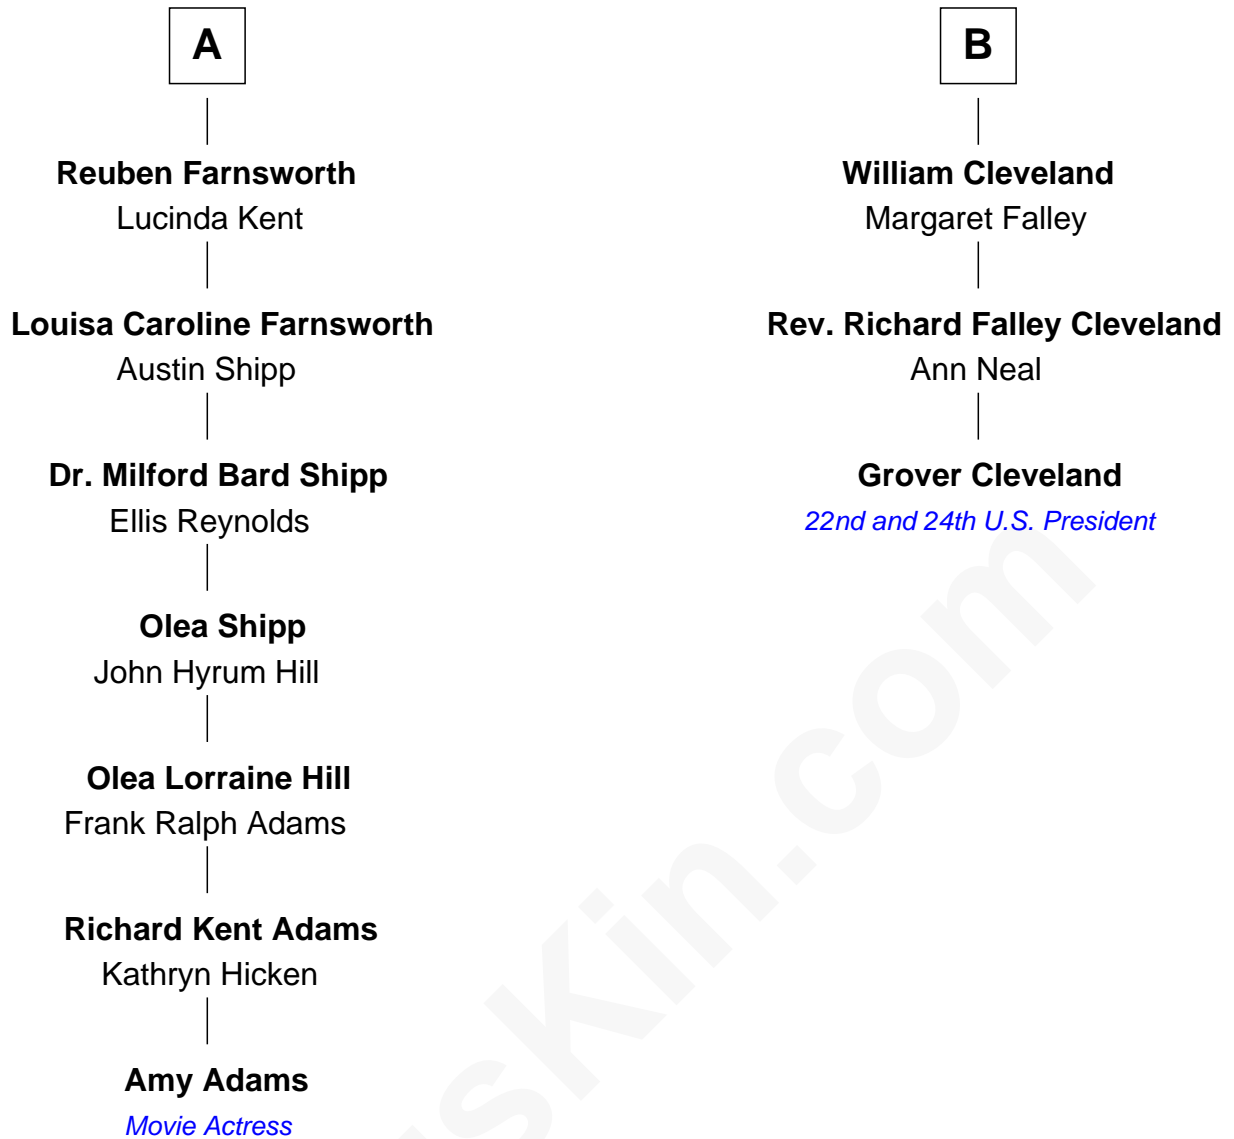 A
Reuben Farnsworth
Lucinda Kent
Louisa Caroline Farnsworth
Austin Shipp
Dr. Milford Bard Shipp
Ellis Reynolds
Olea Shipp
John Hyrum Hill
Olea Lorraine Hill
Frank Ralph Adams
Richard Kent Adams
Kathryn Hicken
Amy Adams
Movie Actress
B
William Cleveland
Margaret Falley
Rev. Richard Falley Cleveland
Ann Neal
Grover Cleveland
22nd and 24th U.S. President
sKin.com